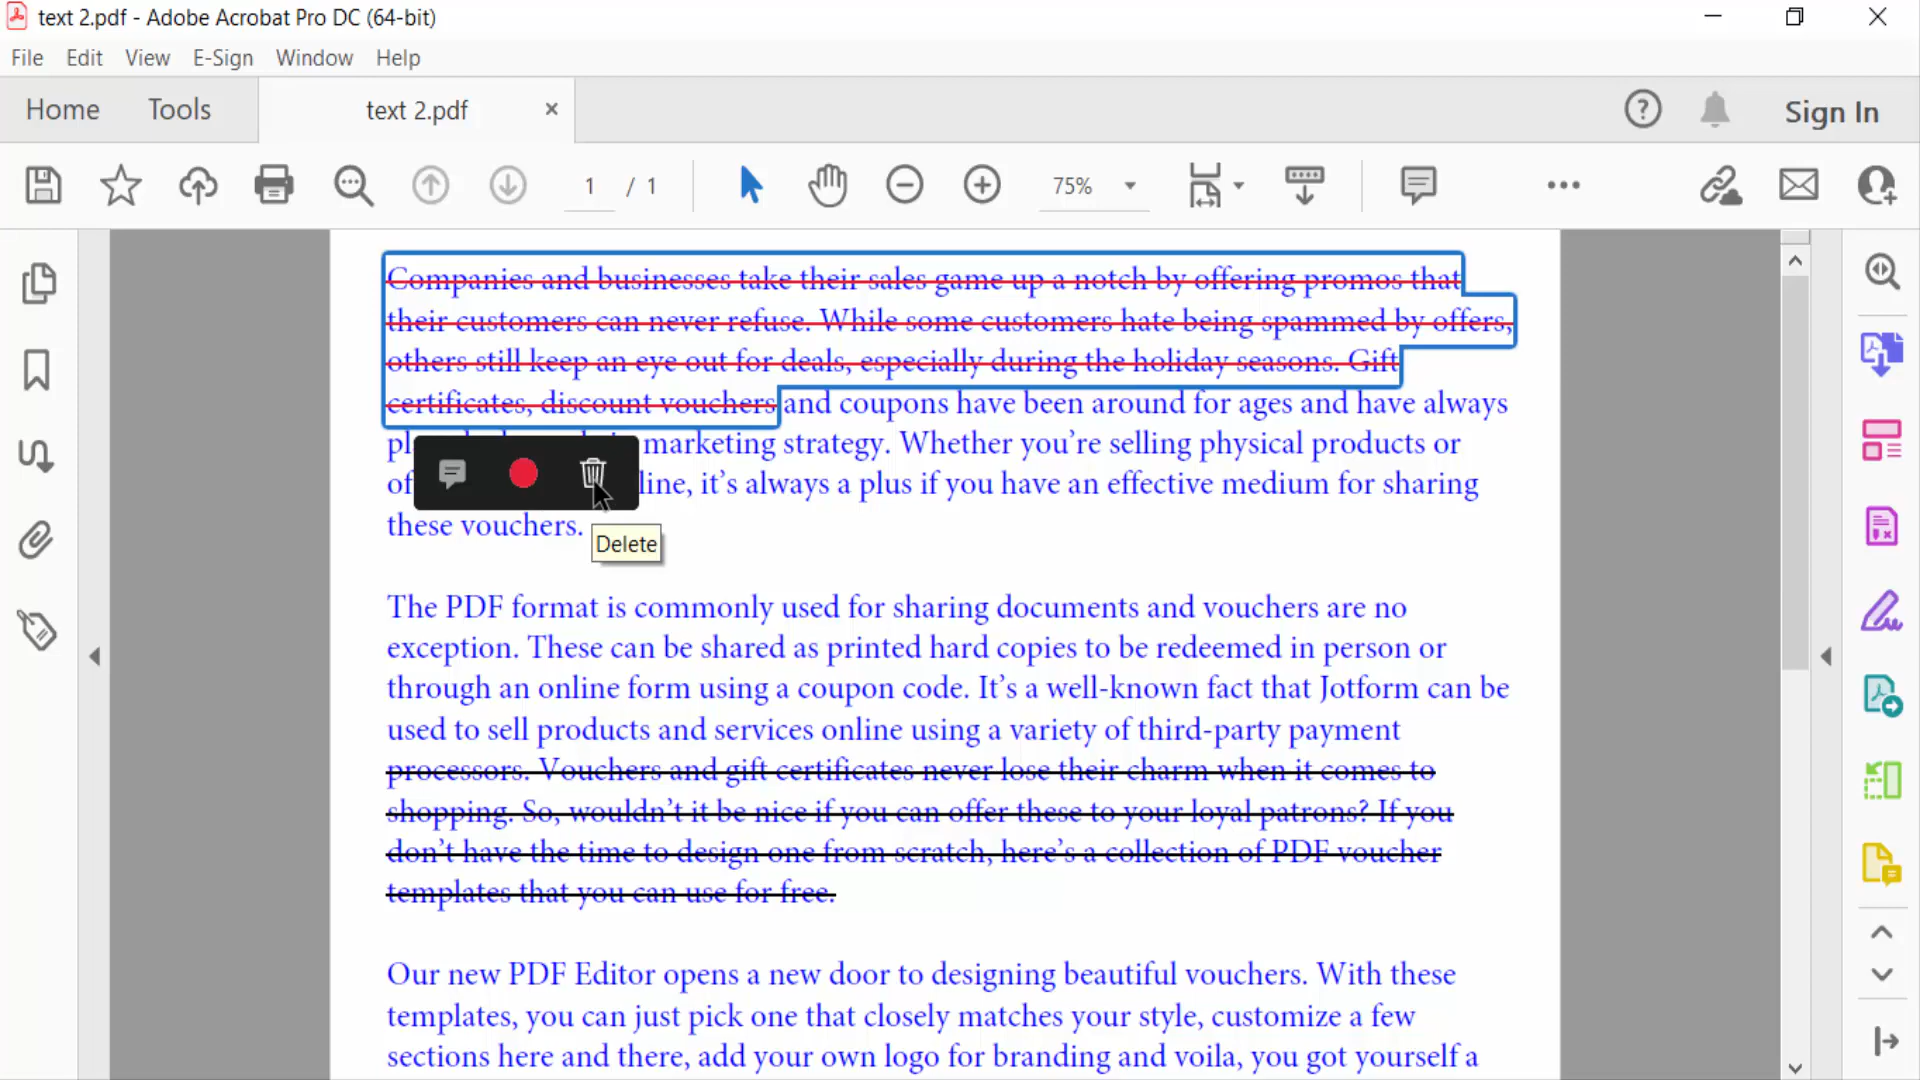 text 2.pdf - Adobe Acrobat Pro DC (64-bit)
File Edit View E-Sign Window Help
Home Tools text 2.pdf × Sign In
1 / 1 75%
Companies and businesses take their sales game up a notch by offering promos that
their customers can never refuse. While some customers hate being spammed by offers,
others still keep an eye out for deals, especially during the holiday seasons. Gift
certificates, discount vouchers and coupons have been around for ages and have always
marketing strategy. Whether you’re selling physical products or
line, it’s always a plus if you have an effective medium for sharing
these vouchers.
Delete
The PDF format is commonly used for sharing documents and vouchers are no
exception. These can be shared as printed hard copies to be redeemed in person or
through an online form using a coupon code. It’s a well-known fact that Jotform can be
used to sell products and services online using a variety of third-party payment
processors. Vouchers and gift certificates never lose their charm when it comes to
shopping. So, wouldn’t it be nice if you can offer these to your loyal patrons? If you
don’t have the time to design one from scratch, here’s a collection of PDF voucher
templates that you can use for free.
Our new PDF Editor opens a new door to designing beautiful vouchers. With these
templates, you can just pick one that closely matches your style, customize a few
sections here and there, add your own logo for branding and voila, you got yourself a